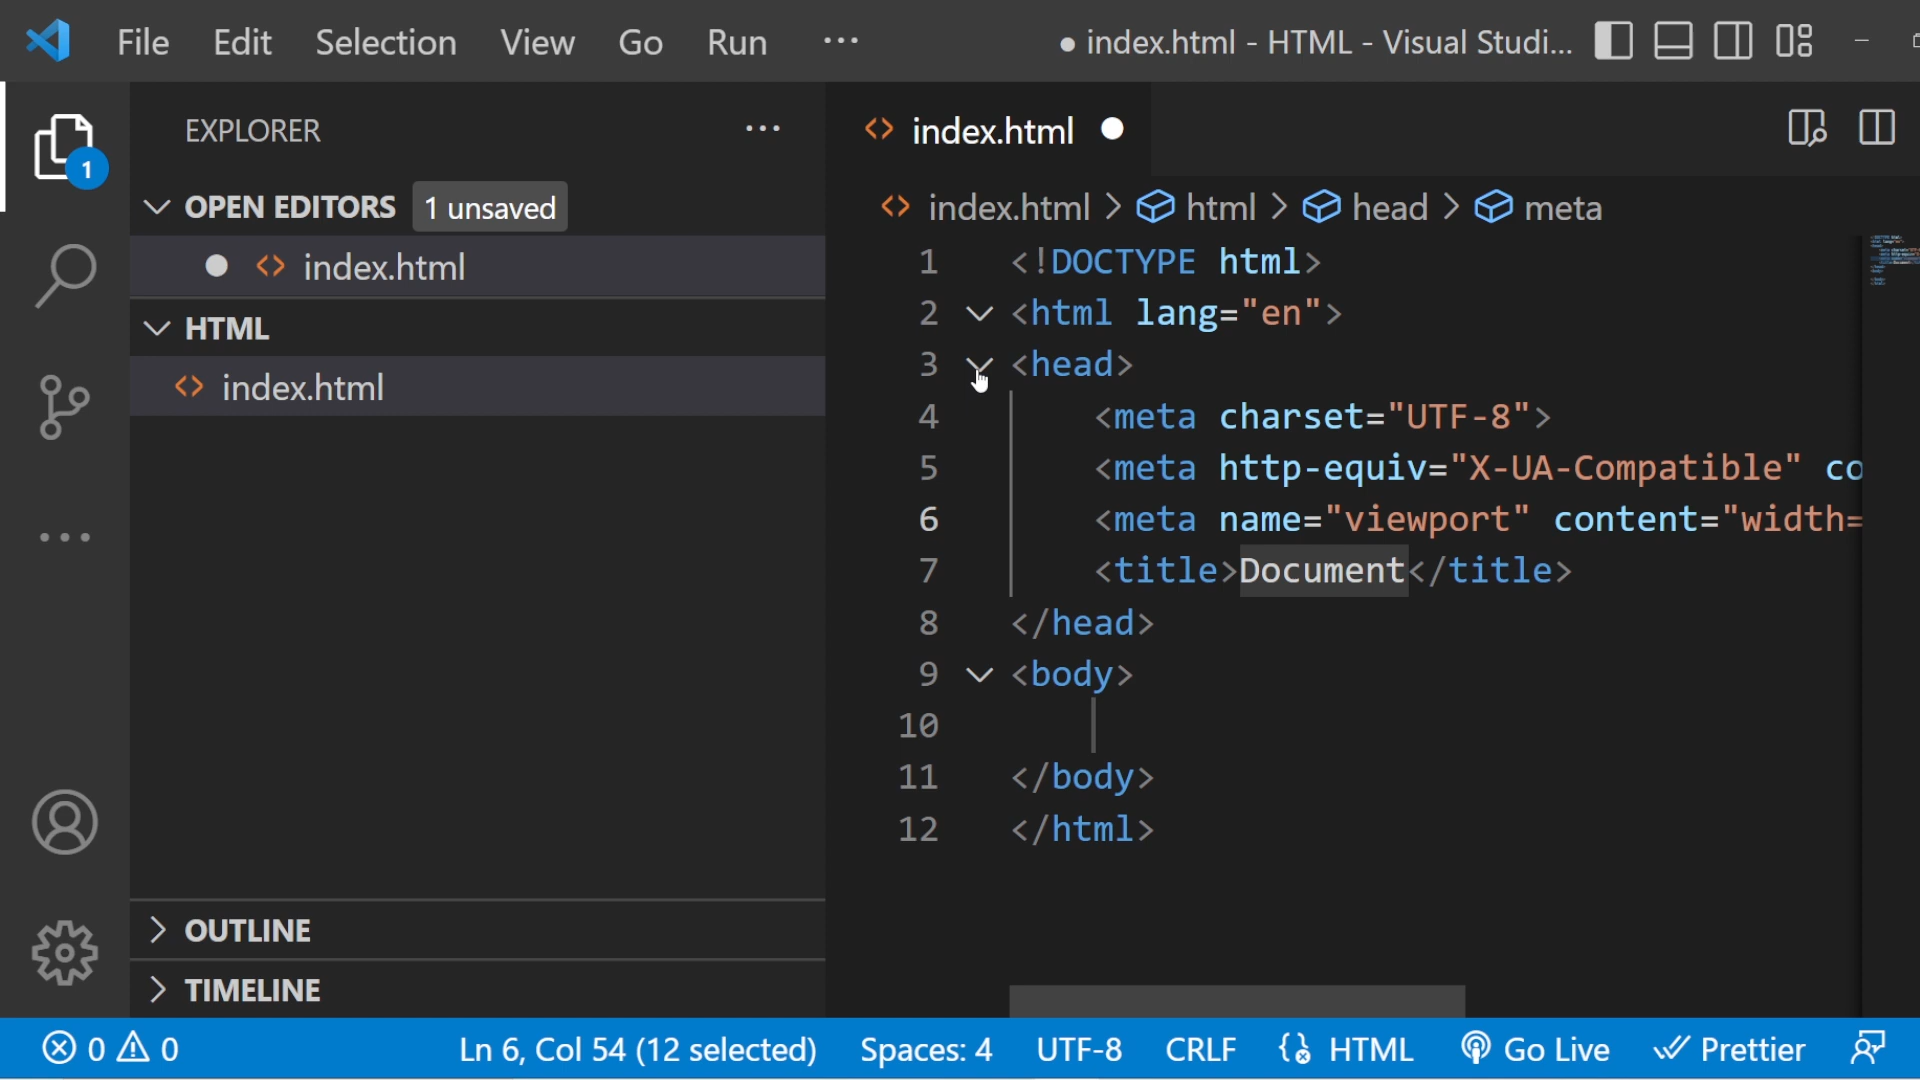 File Edit Selection View Go Run ··· ● index.html - HTML - Visual Studi...
EXPLORER ···
index.html ●
1
OPEN EDITORS 1 unsaved
● <> index.html
HTML
<> index.html
<> index.html > html > head > meta
1 <!DOCTYPE html>
2 <html lang="en">
3 <head>
4 <meta charset="UTF-8">
5 <meta http-equiv="X-UA-Compatible" co
6 <meta name="viewport" content="width=
7 <title>Document</title>
8 </head>
9 <body>
10
11 </body>
12 </html>
OUTLINE
TIMELINE
0 0 Ln 6, Col 54 (12 selected) Spaces: 4 UTF-8 CRLF HTML Go Live Prettier